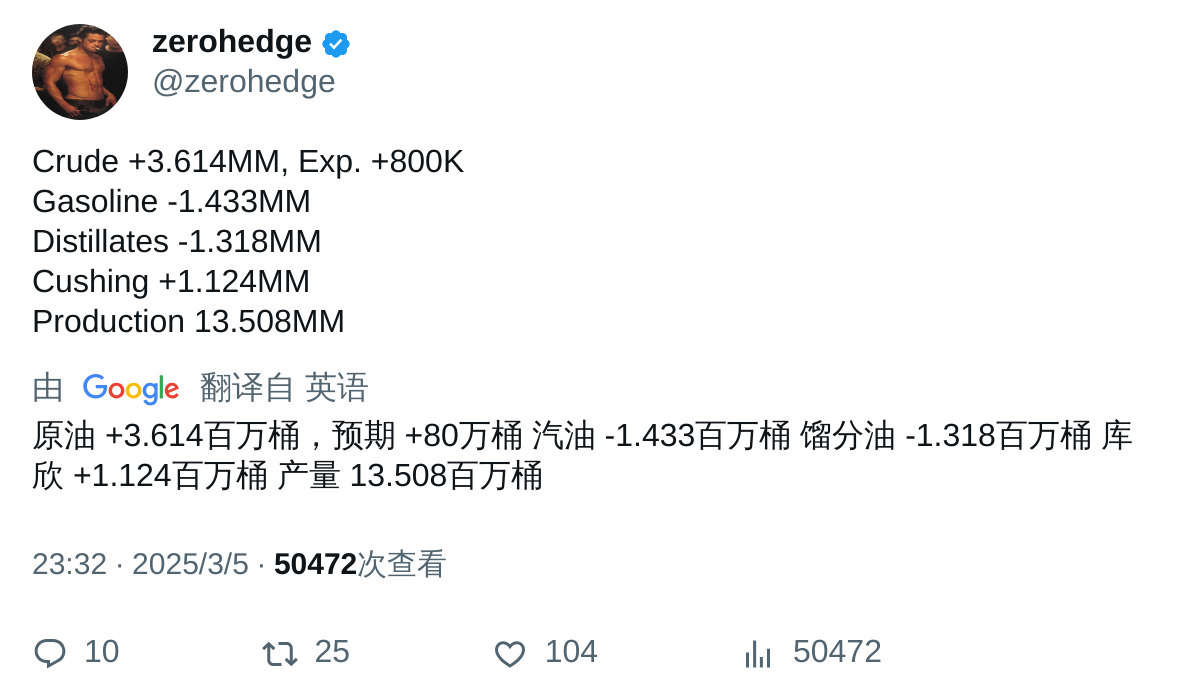 zerohedge
@zerohedge
Crude +3.614MM, Exp. +800K
Gasoline -1.433MM
Distillates -1.318MM
Cushing +1.124MM
Production 13.508MM
由 Google 翻译自 英语
原油 +3.614百万桶，预期 +80万桶 汽油 -1.433百万桶 馏分油 -1.318百万桶 库
欣 +1.124百万桶 产量 13.508百万桶
23:32 · 2025/3/5 · 50472次查看
10 25 104 50472